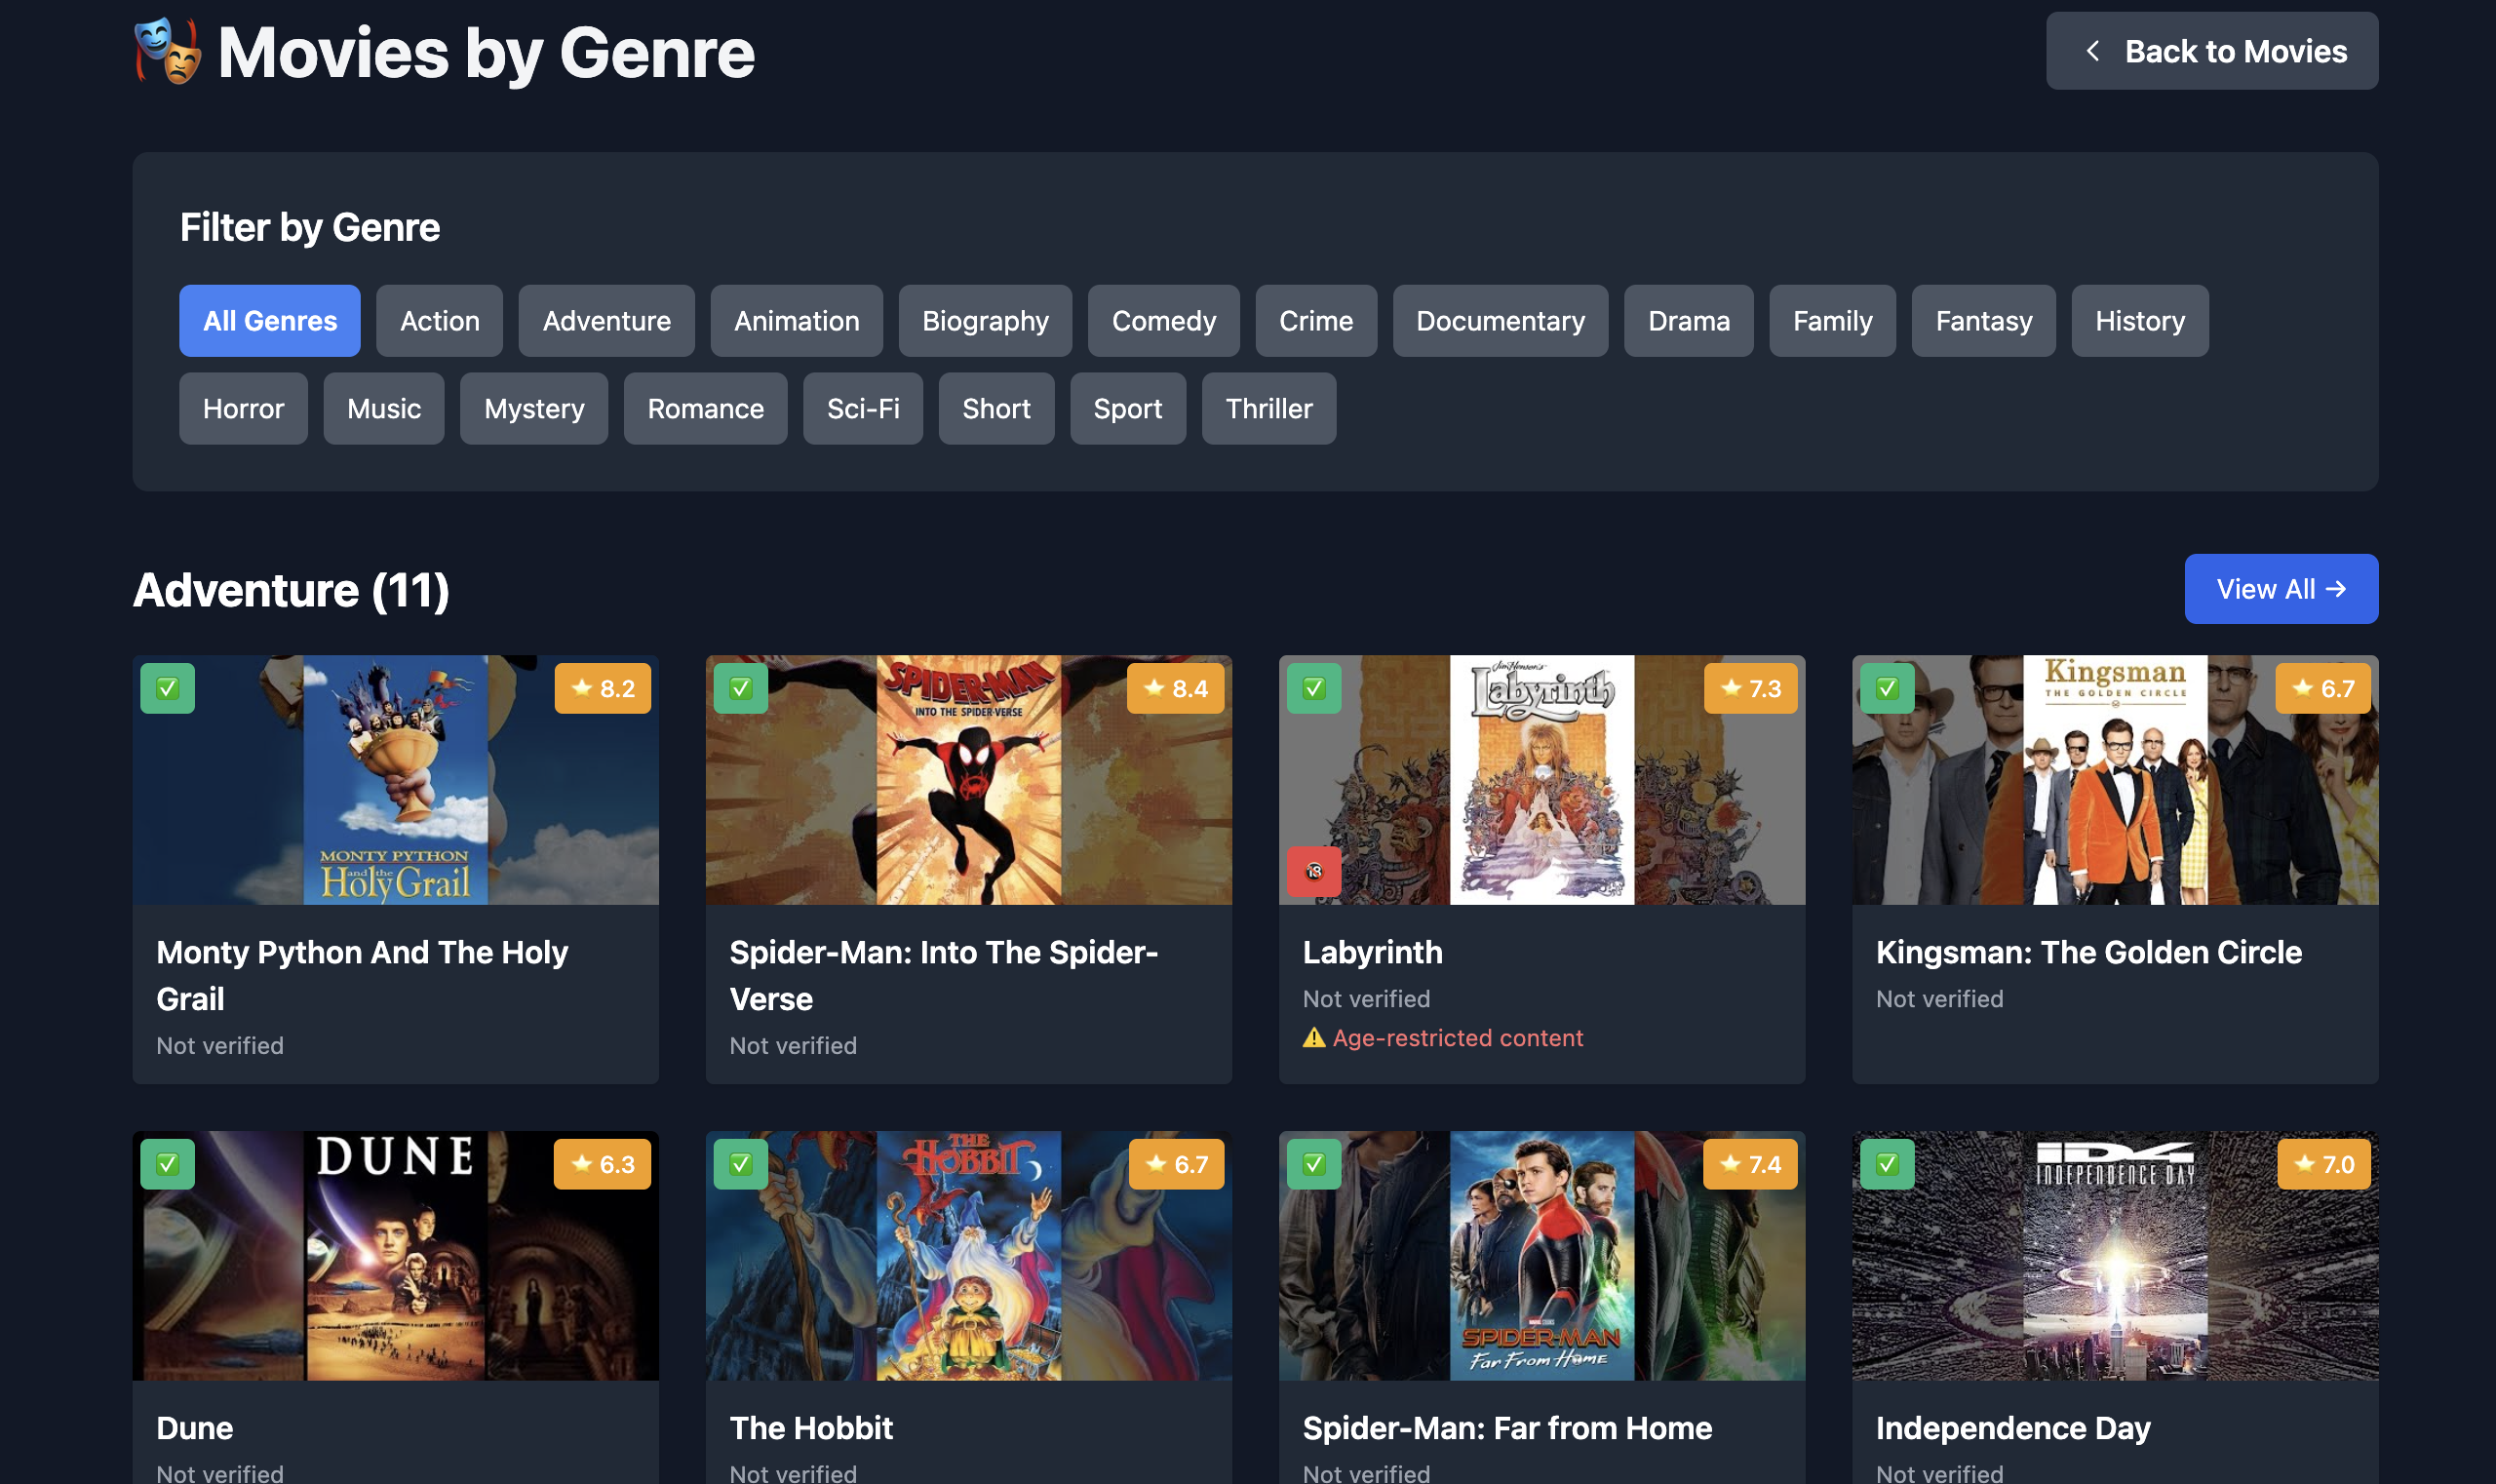 Movies by Genre
Back to Movies
Filter by Genre
All Genres
Action
Adventure
Animation
Biography
Comedy
Crime
Documentary
Drama
Family
Fantasy
History
Horror
Music
Mystery
Romance
Sci-Fi
Short
Sport
Thriller
Adventure (11)
View All →
8.2
MONTY PYTHON
and the
Holy Grail
Monty Python And The Holy
Grail
Not verified
8.4
SPIDER-MAN
INTO THE SPIDER-VERSE
Spider-Man: Into The Spider-
Verse
Not verified
7.3
Jim Henson's
Labyrinth
Labyrinth
Not verified
Age-restricted content
6.7
Kingsman
THE GOLDEN CIRCLE
Kingsman: The Golden Circle
Not verified
6.3
DUNE
Dune
Not verified
6.7
THE
HOBBIT
The Hobbit
Not verified
7.4
SPIDER-MAN
Far From Home
Spider-Man: Far from Home
Not verified
7.0
ID4
INDEPENDENCE DAY
Independence Day
Not verified